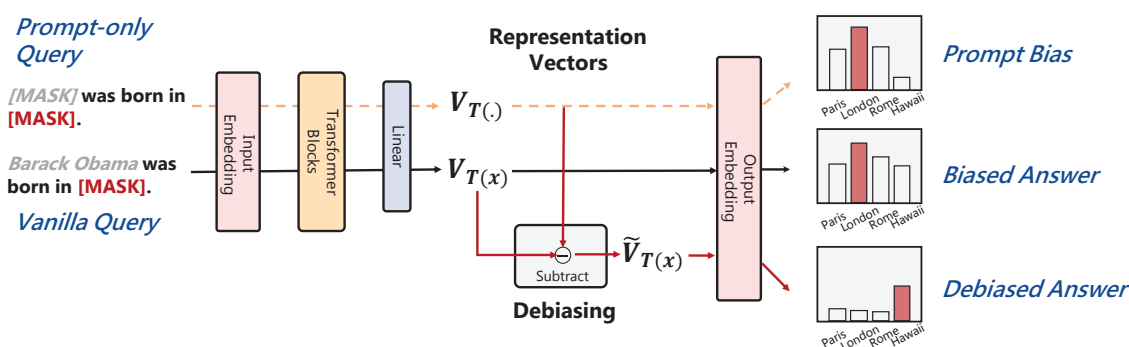 Prompt-only
Query
[MASK] was born in
[MASK].
Barack Obama was
born in [MASK].
Vanilla Query
Input
Embedding
Transformer
Blocks
Linear
Representation
Vectors
V_T(.)
V_T(x)
−
Subtract
Ṽ_T(x)
Debiasing
Output
Embedding
Paris
London
Rome
Hawaii
Prompt Bias
Paris
London
Rome
Hawaii
Biased Answer
Paris
London
Rome
Hawaii
Debiased Answer